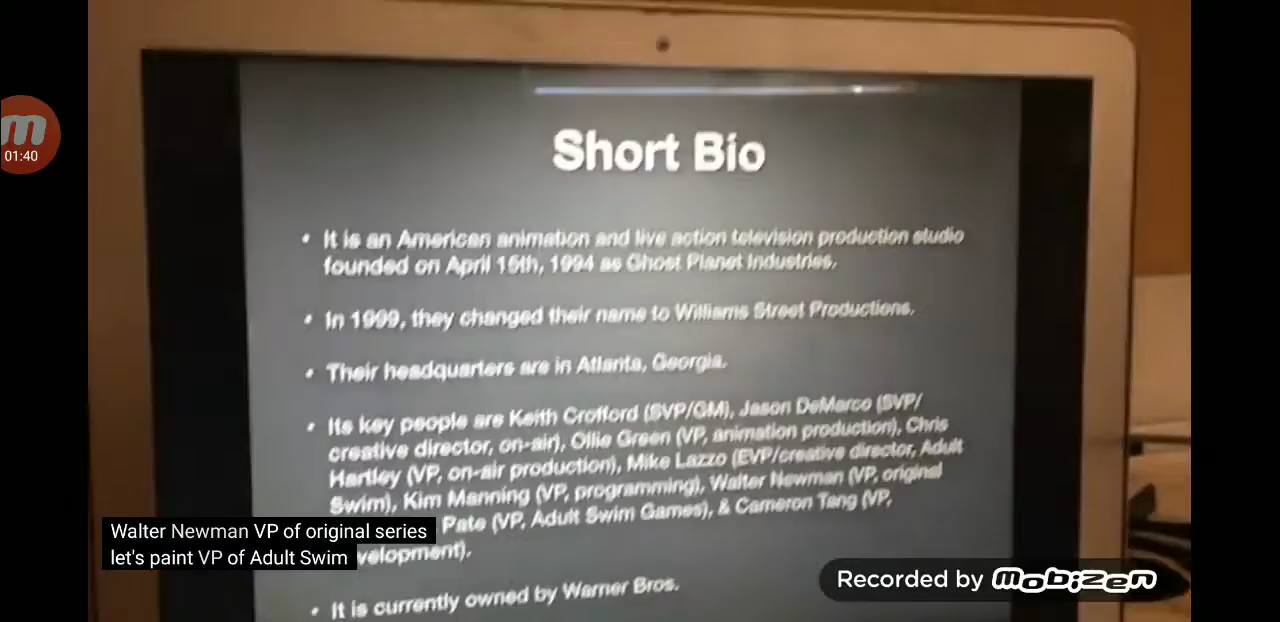 Short Bio
• It is an American animation and live action television production studio
founded on April 15th, 1994 as Ghost Planet Industries.
• In 1999, they changed their name to Williams Street Productions.
• Their headquarters are in Atlanta, Georgia.
• Its key people are Keith Crofford (SVP/GM), Jason DeMarco (SVP/
creative director, on-air), Ollie Green (VP, animation production), Chris
Hartley (VP, on-air production), Mike Lazzo (EVP/creative director, Adult
Swim), Kim Manning (VP, programming), Walter Newman (VP, original
Pate (VP, Adult Swim Games), & Cameron Tang (VP,
velopment).
• It is currently owned by Warner Bros.
01:40
Walter Newman VP of original series
let's paint VP of Adult Swim
Recorded by mobizen